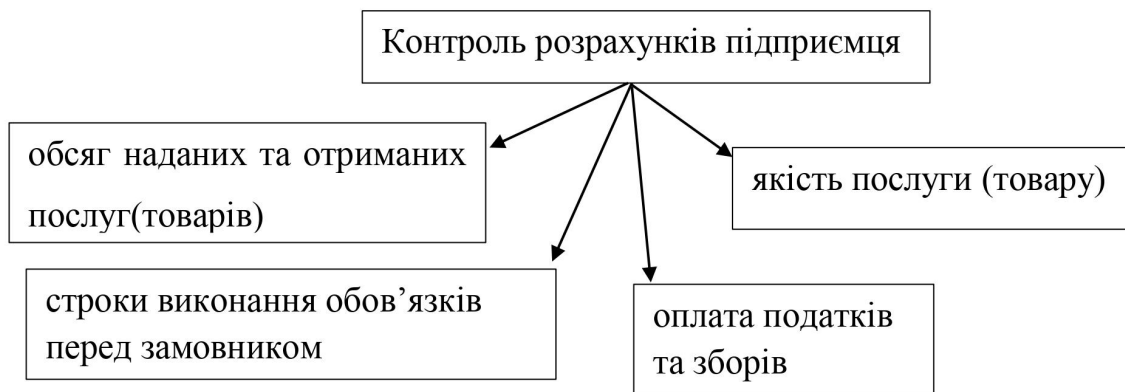 Контроль розрахунків підприємця
обсяг наданих та отриманих
послуг(товарів)
якість послуги (товару)
строки виконання обов’язків
перед замовником
оплата податків
та зборів